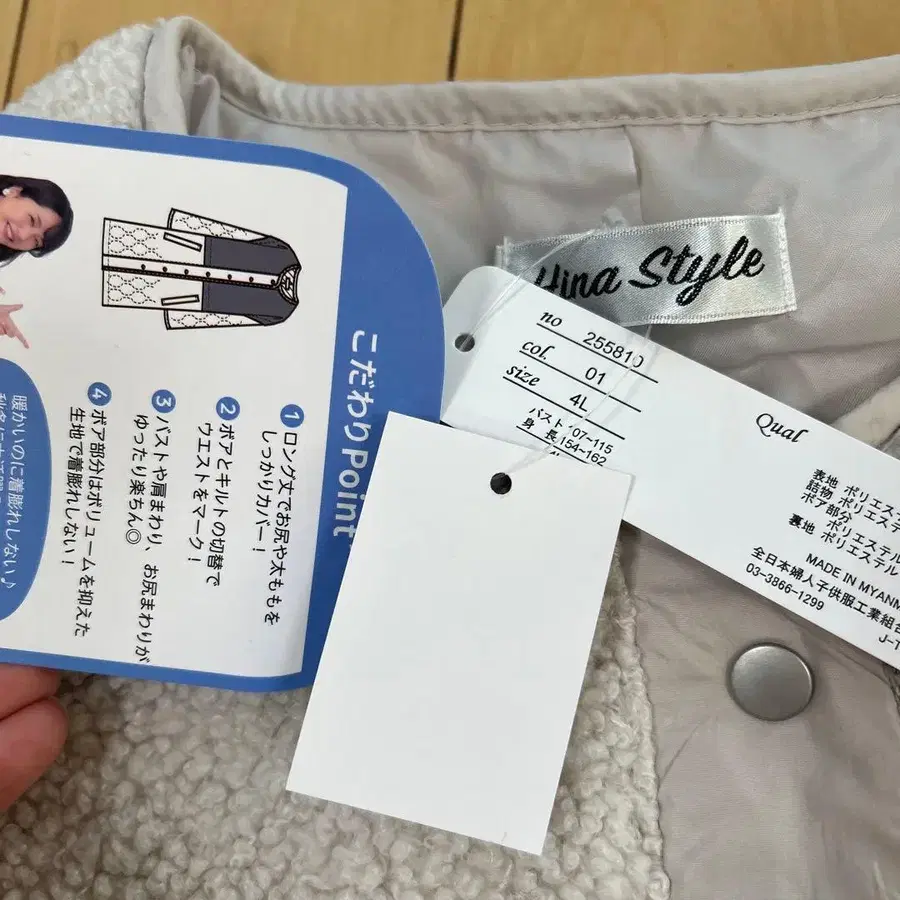 こだわりPoint
1 ロング丈でお尻や太ももを
しっかりカバー！
2 ボアとキルトの切替で
ウエストをマーク！
3 バストや肩まわり、お尻まわりが
ゆったり楽ちん◎
4 ボア部分はボリュームを抑えた
生地で着膨れしない！
暖かいのに着膨れしない♪
Hina Style
no 255810
col. 01
size 4L
バスト 107~115
身 長 154~162
Qual
表地 ポリエス
詰物 ポリエステ
ボア部分
ポリエステル
裏地 ポリエステル
MADE IN MYANM
全日本婦人子供服工業組合
03-3866-1299
J-T